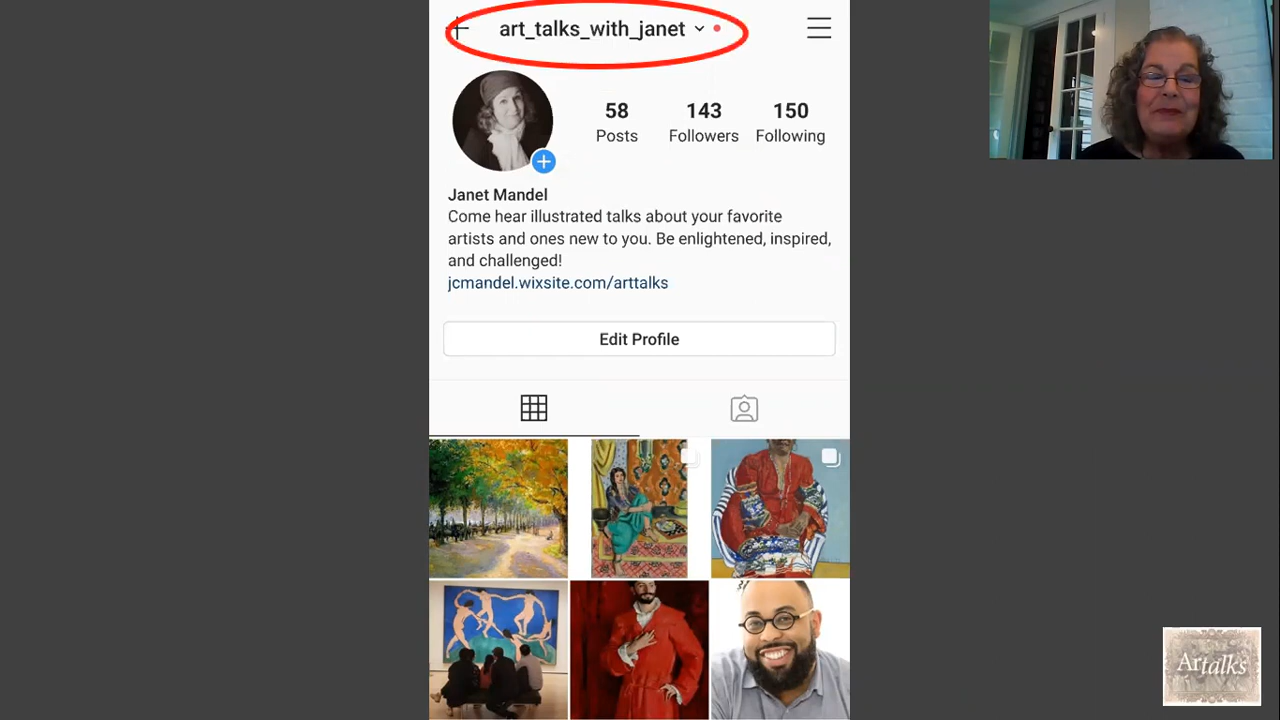 art_talks_with_janet
58
143
150
Posts
Followers
Following
Janet Mandel
Come hear illustrated talks about your favorite
artists and ones new to you. Be enlightened, inspired,
and challenged!
jcmandel.wixsite.com/arttalks
Edit Profile
Artalks